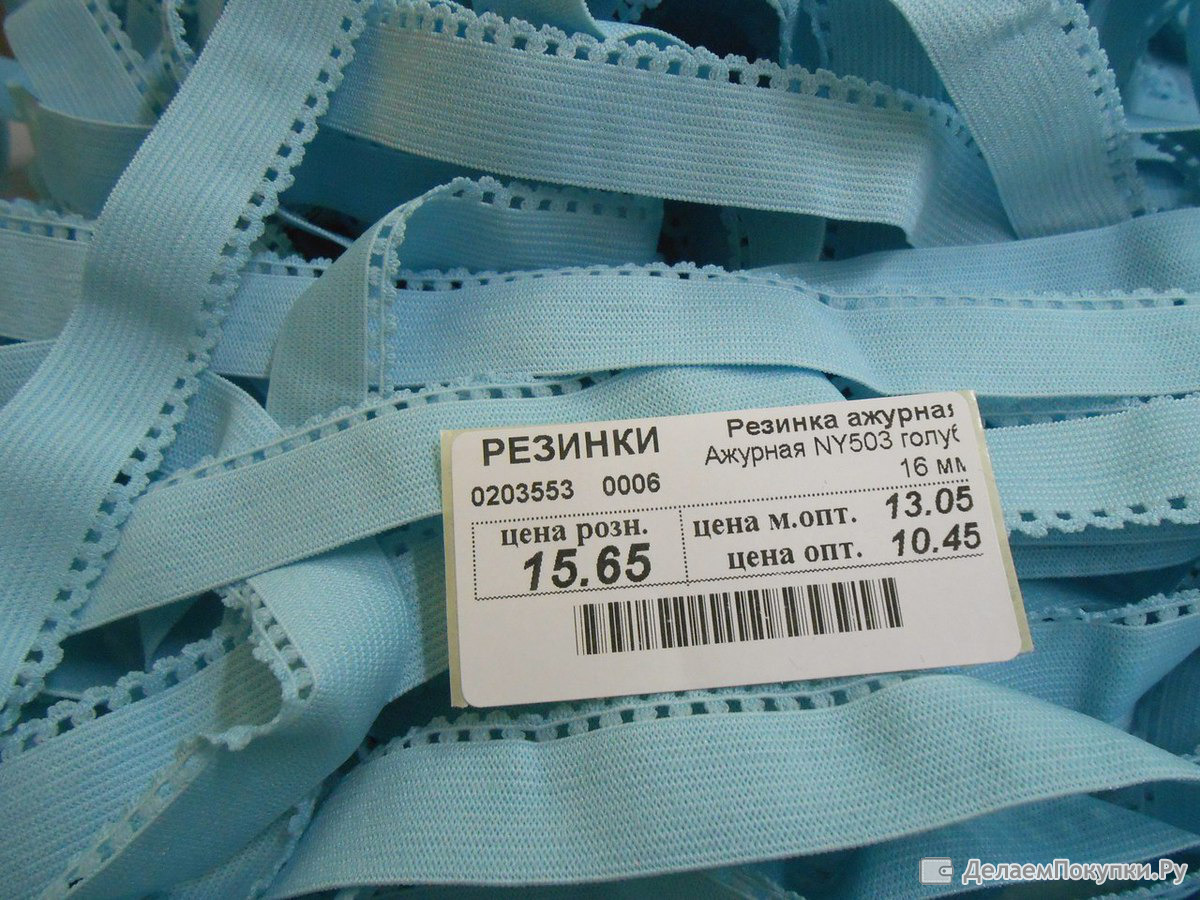 РЕЗИНКИ
Резинка ажурная
Ажурная NY503 голуб
16 мм
0203553 0006
цена розн.
15.65
цена м.опт. 13.05
цена опт. 10.45
ДелаемПокупки.Ру